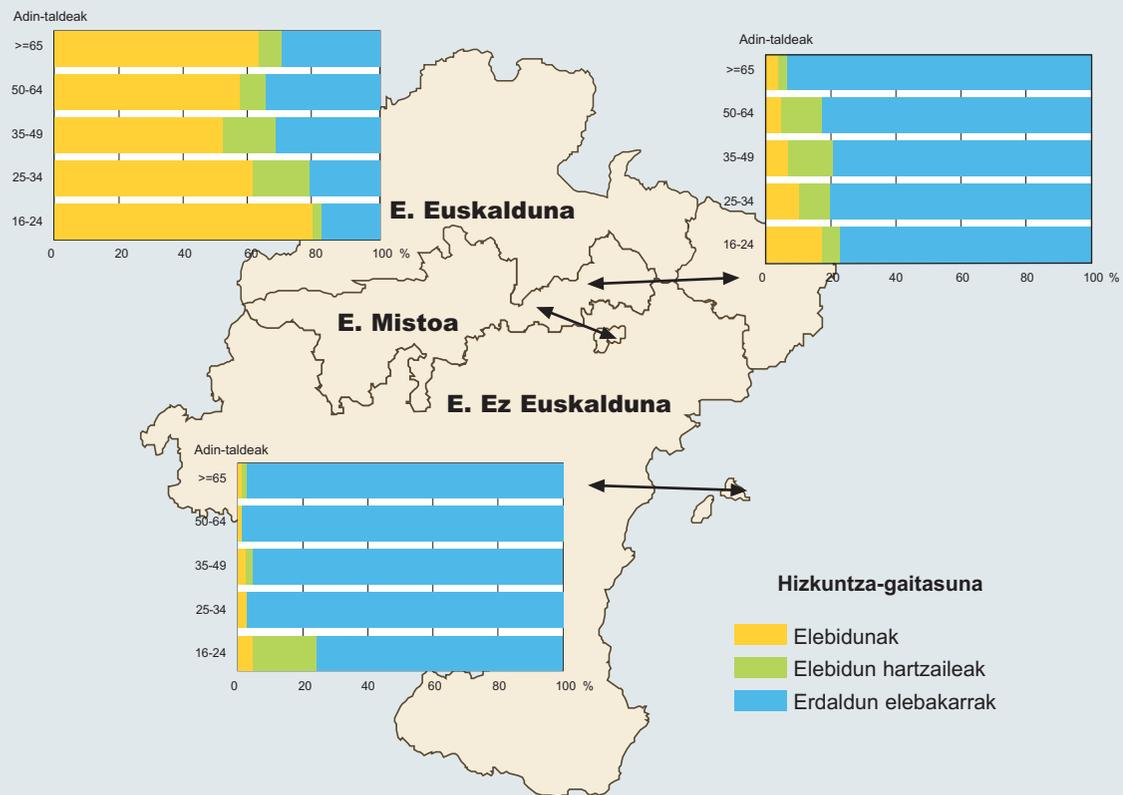 Adin-taldeak
>=65
50-64
35-49
25-34
16-24
0 20 40 60 80 100 %
Adin-taldeak
>=65
50-64
35-49
25-34
16-24
0 20 40 60 80 100 %
E. Euskalduna
E. Mistoa
E. Ez Euskalduna
Adin-taldeak
>=65
50-64
35-49
25-34
16-24
0 20 40 60 80 100 %
Hizkuntza-gaitasuna
Elebidunak
Elebidun hartzaileak
Erdaldun elebakarrak